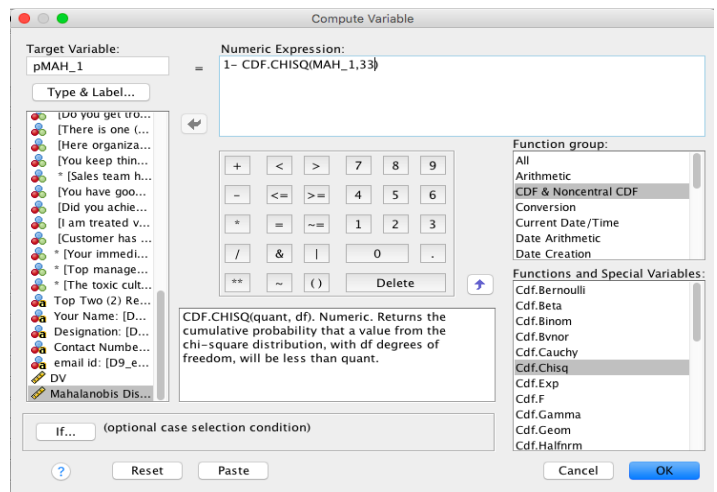 Compute Variable
Target Variable:
pMAH_1
=
Numeric Expression:
1- CDF.CHISQ(MAH_1,33)
Type & Label...
[Do you get tro...
[There is one (...
[Here organiza...
[You keep thin...
* [Sales team h...
[You have goo...
[Did you achie...
[I am treated v...
[Customer has ...
* [Your immedi...
* [Top manage...
* [The toxic cult...
Top Two (2) Re...
Your Name: [D...
Designation: [D...
Contact Numbe...
email id: [D9_e...
DV
Mahalanobis Dis...
+ < > 7 8 9
- <= >= 4 5 6
* = ~= 1 2 3
/ & | 0 .
** ~ () Delete
CDF.CHISQ(quant, df). Numeric. Returns the
cumulative probability that a value from the
chi-square distribution, with df degrees of
freedom, will be less than quant.
Function group:
All
Arithmetic
CDF & Noncentral CDF
Conversion
Current Date/Time
Date Arithmetic
Date Creation
Functions and Special Variables:
Cdf.Bernoulli
Cdf.Beta
Cdf.Binom
Cdf.Bvnor
Cdf.Cauchy
Cdf.Chisq
Cdf.Exp
Cdf.F
Cdf.Gamma
Cdf.Geom
Cdf.Halfnrm
If... (optional case selection condition)
? Reset Paste Cancel OK